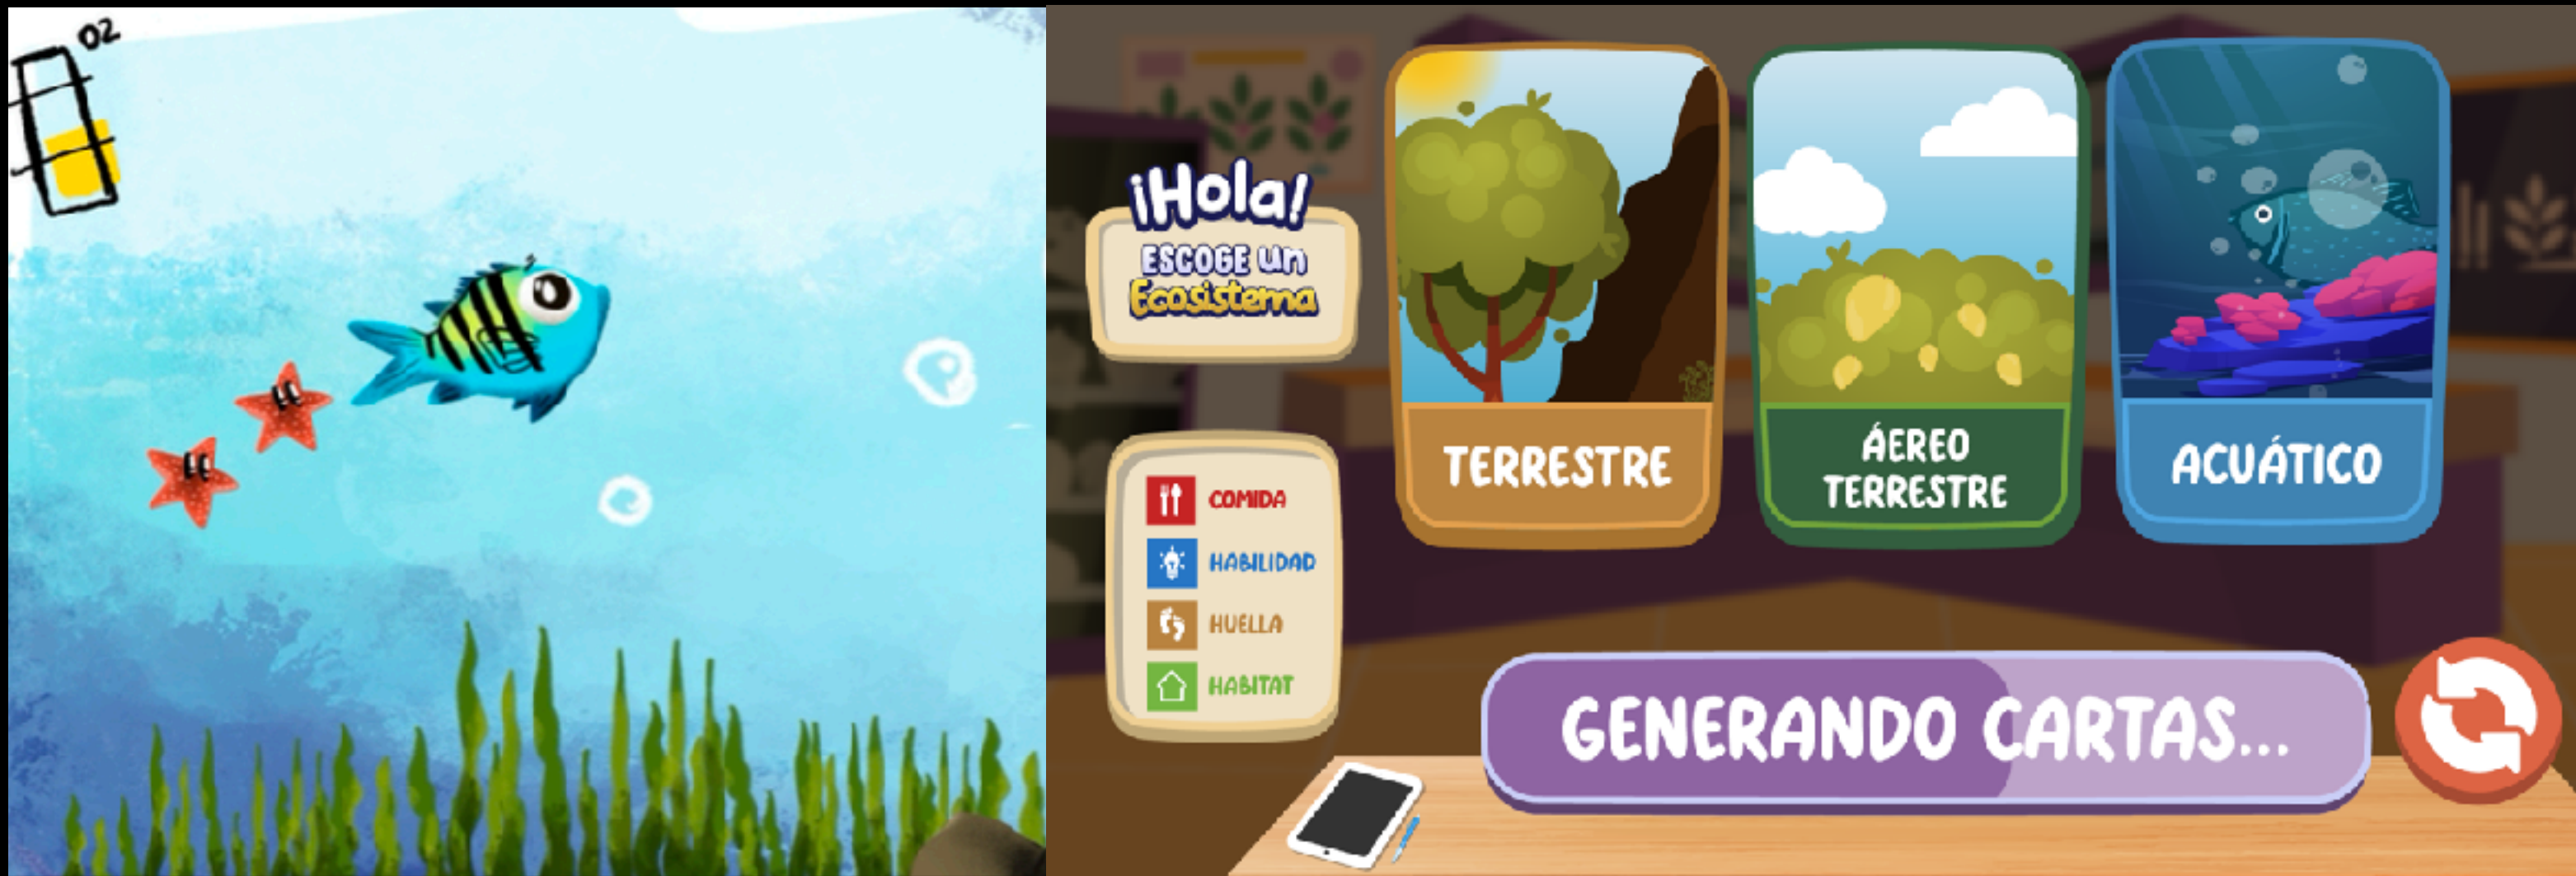 02
¡Hola!
ESCOGE un
Ecosistema
TERRESTRE
ÁEREO
TERRESTRE
ACUÁTICO
COMIDA
HABILIDAD
HUELLA
HABITAT
GENERANDO CARTAS...